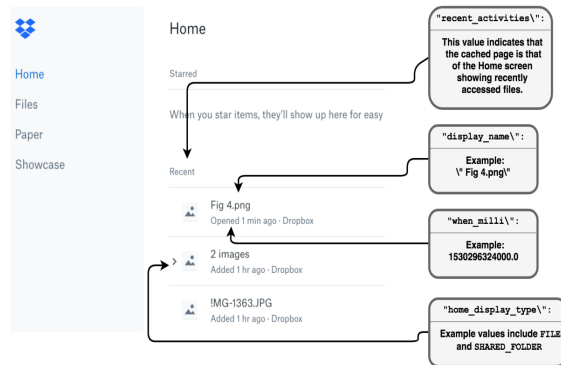 Home
Files
Paper
Showcase
Home
Starred
When you star items, they'll show up here for easy
Recent
Fig 4.png
Opened 1 min ago · Dropbox
2 images
Added 1 hr ago · Dropbox
!MG-1363.JPG
Added 1 hr ago · Dropbox
"recent_activities\":
This value indicates that
the cached page is that
of the Home screen
showing recently
accessed files.
"display_name\":
Example:
\" Fig 4.png\"
"when_milli\":
Example:
1530296324000.0
"home_display_type\":
Example values include FILE
and SHARED_FOLDER